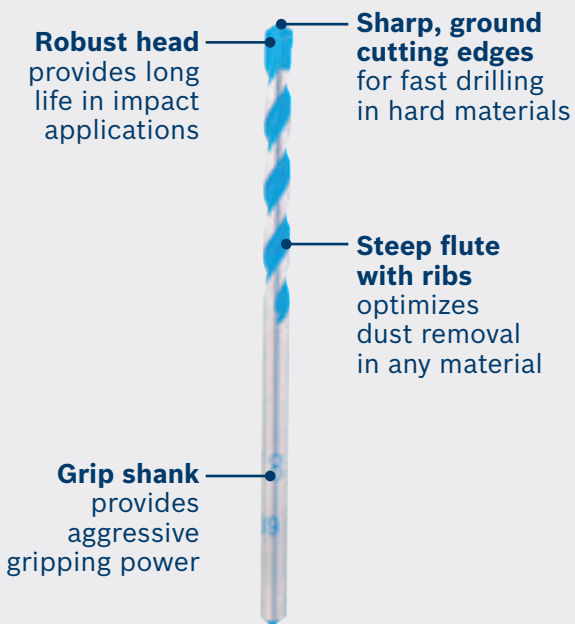 Robust head
provides long
life in impact
applications
Sharp, ground
cutting edges
for fast drilling
in hard materials
Steep flute
with ribs
optimizes
dust removal
in any material
Grip shank
provides
aggressive
gripping power